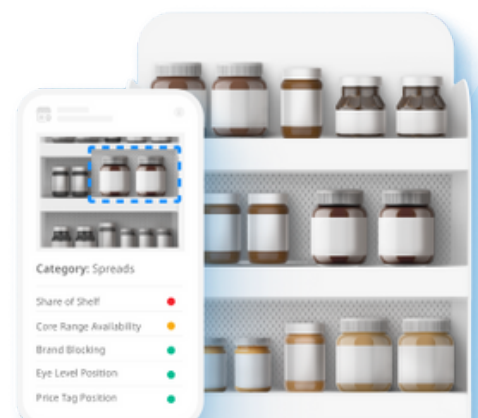 Category: Spreads
Share of Shelf
Core Range Availability
Brand Blocking
Eye Level Position
Price Tag Position